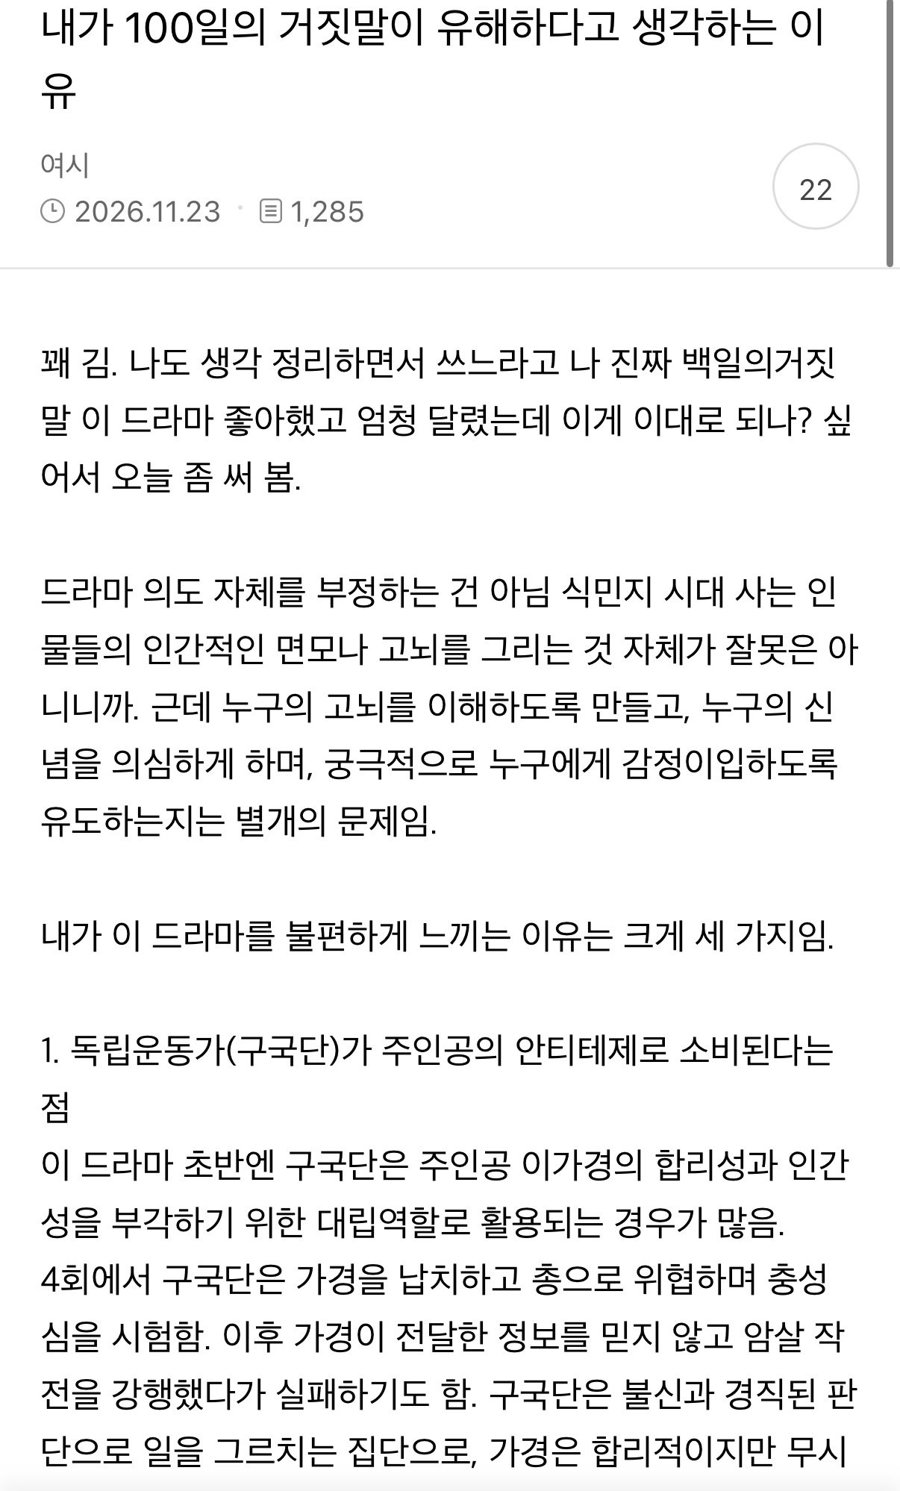 내가 100일의 거짓말이 유해하다고 생각하는 이
유
여시
2026.11.23 · 1,285
22
꽤 김. 나도 생각 정리하면서 쓰느라고 나 진짜 백일의거짓
말 이 드라마 좋아했고 엄청 달렸는데 이게 이대로 되나? 싶
어서 오늘 좀 써 봄.
드라마 의도 자체를 부정하는 건 아님 식민지 시대 사는 인
물들의 인간적인 면모나 고뇌를 그리는 것 자체가 잘못은 아
니니까. 근데 누구의 고뇌를 이해하도록 만들고, 누구의 신
념을 의심하게 하며, 궁극적으로 누구에게 감정이입하도록
유도하는지는 별개의 문제임.
내가 이 드라마를 불편하게 느끼는 이유는 크게 세 가지임.
1. 독립운동가(구국단)가 주인공의 안티테제로 소비된다는
점
이 드라마 초반엔 구국단은 주인공 이가경의 합리성과 인간
성을 부각하기 위한 대립역할로 활용되는 경우가 많음.
4회에서 구국단은 가경을 납치하고 총으로 위협하며 충성
심을 시험함. 이후 가경이 전달한 정보를 믿지 않고 암살 작
전을 강행했다가 실패하기도 함. 구국단은 불신과 경직된 판
단으로 일을 그르치는 집단으로, 가경은 합리적이지만 무시